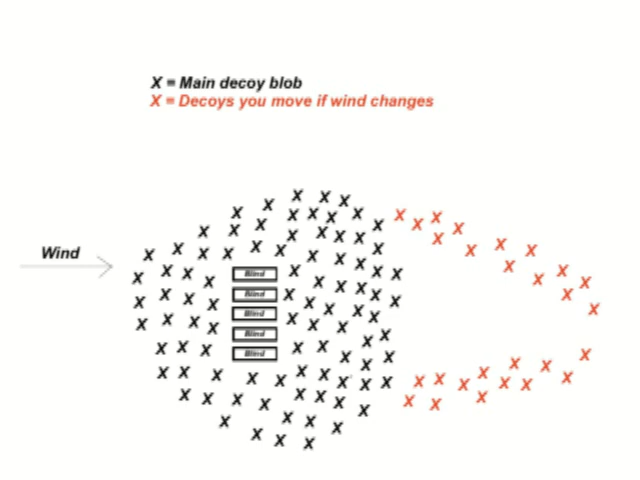 X = Main decoy blob
X = Decoys you move if wind changes
Wind
Blind
Blind
Blind
Blind
Blind